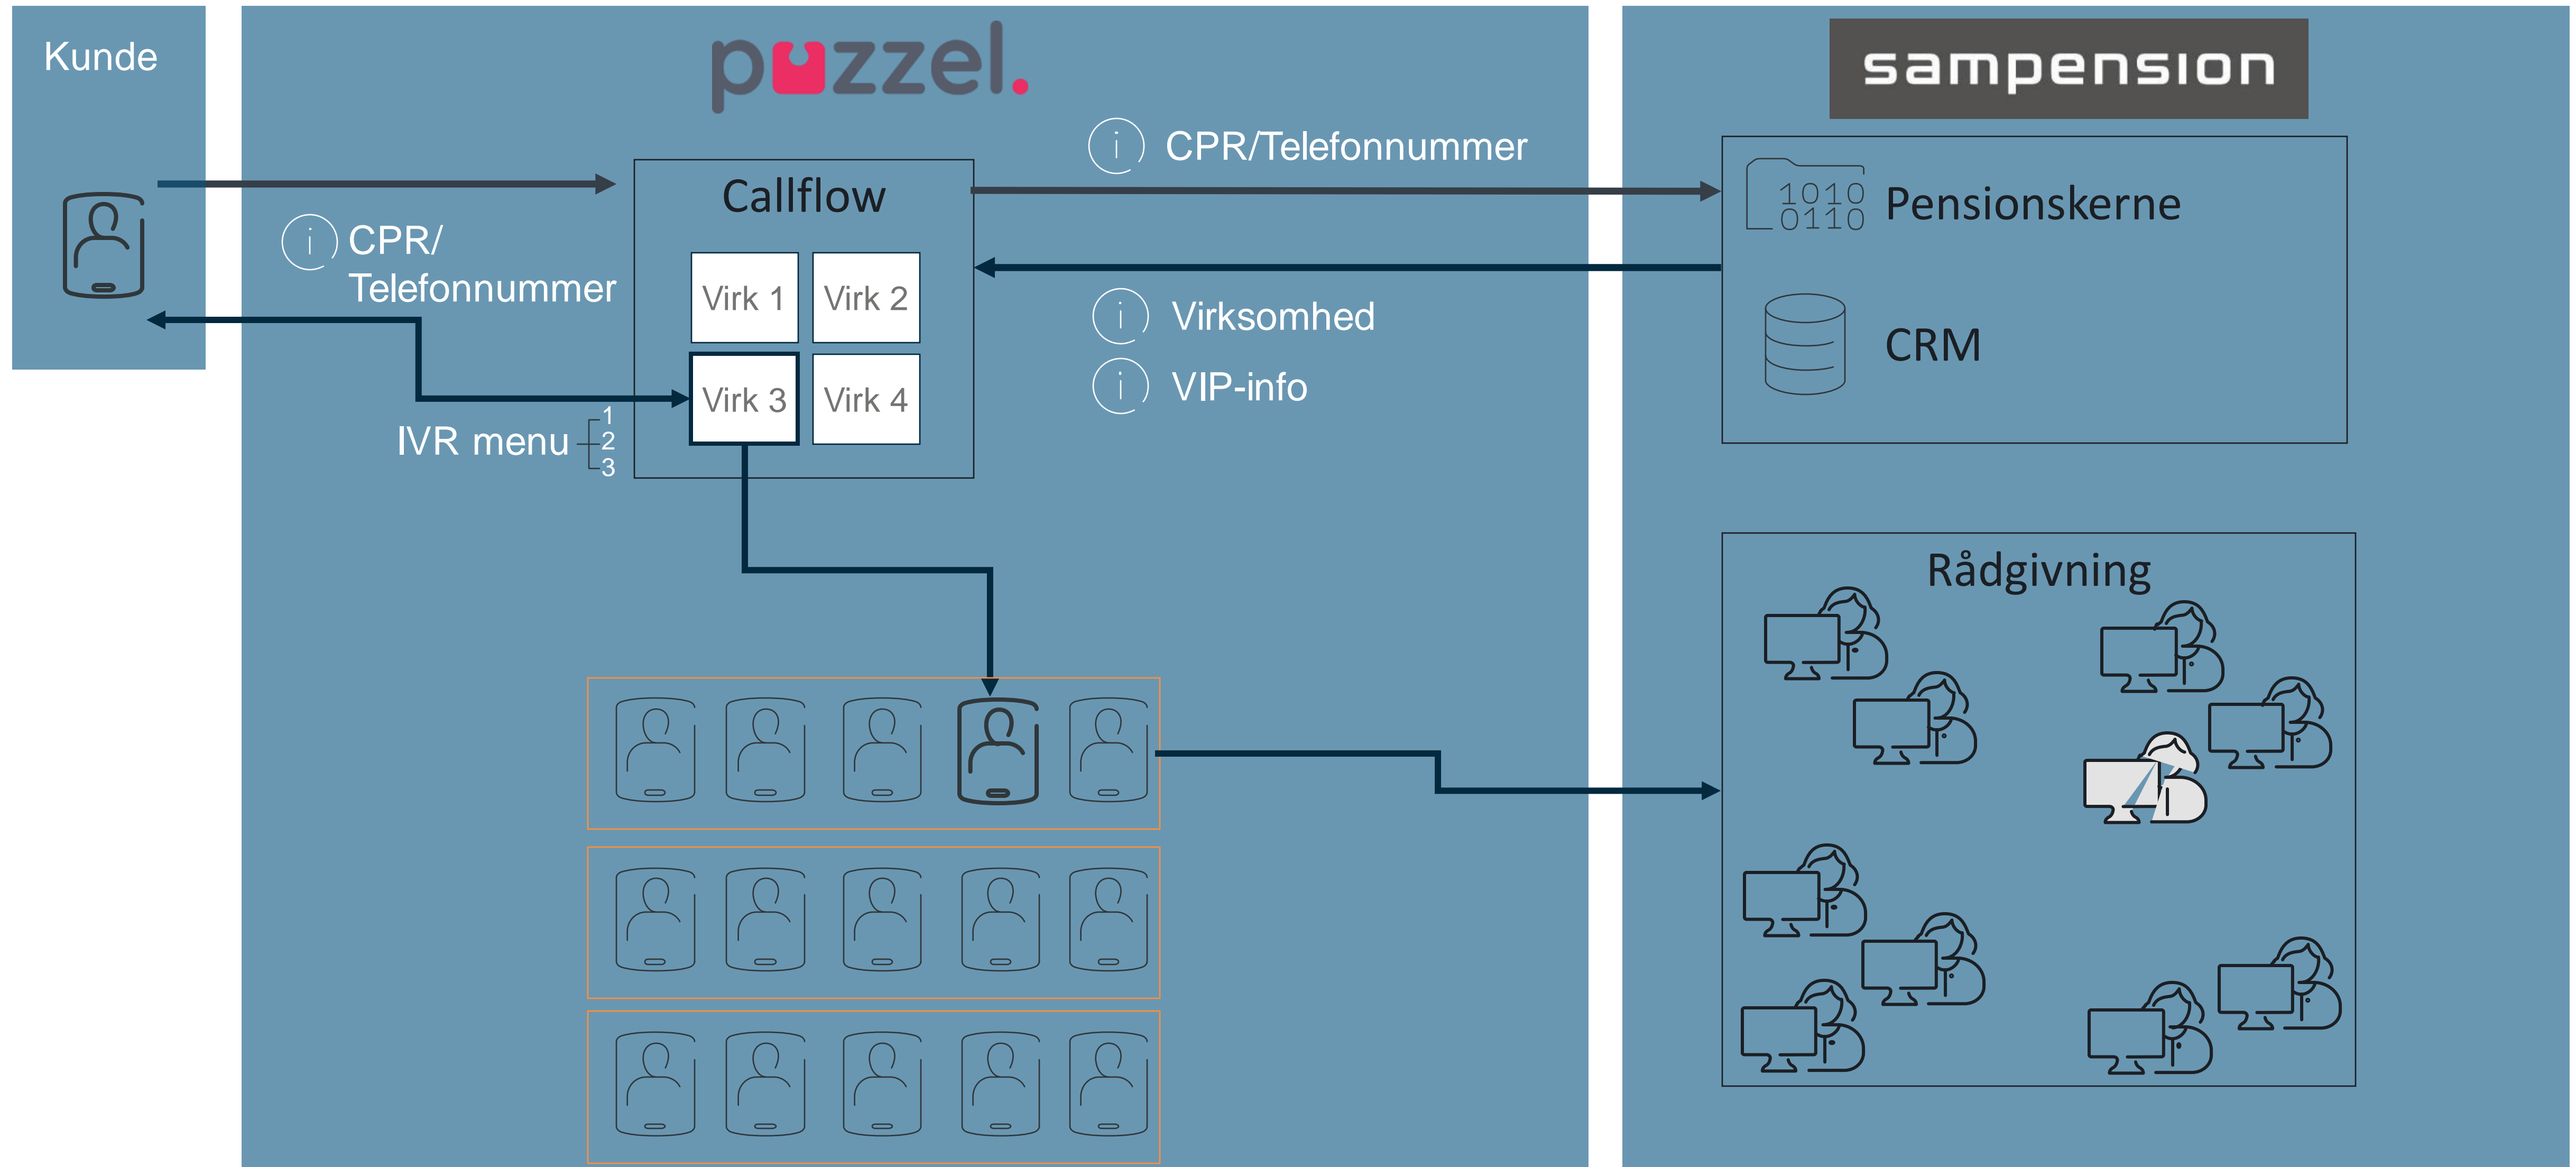 Kunde
puzzel.
sampension
CPR/Telefonnummer
Callflow
1010
0110
Pensionskerne
CPR/
Telefonnummer
Virk 1
Virk 2
Virksomhed
CRM
VIP-info
Virk 3
Virk 4
IVR menu
1
2
3
Rådgivning